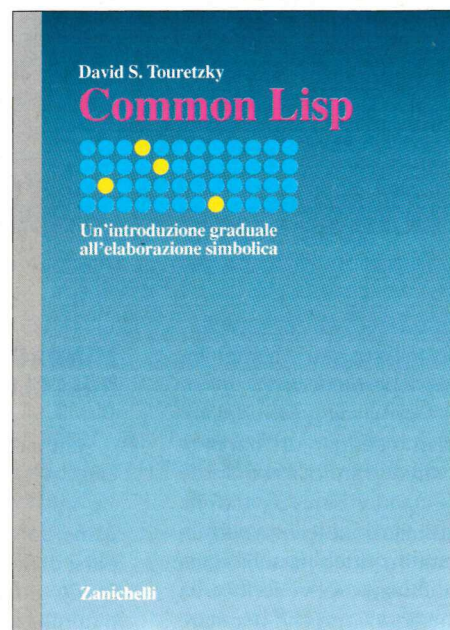 David S. Touretzky
Common Lisp
Un'introduzione graduale
all'elaborazione simbolica
Zanichelli